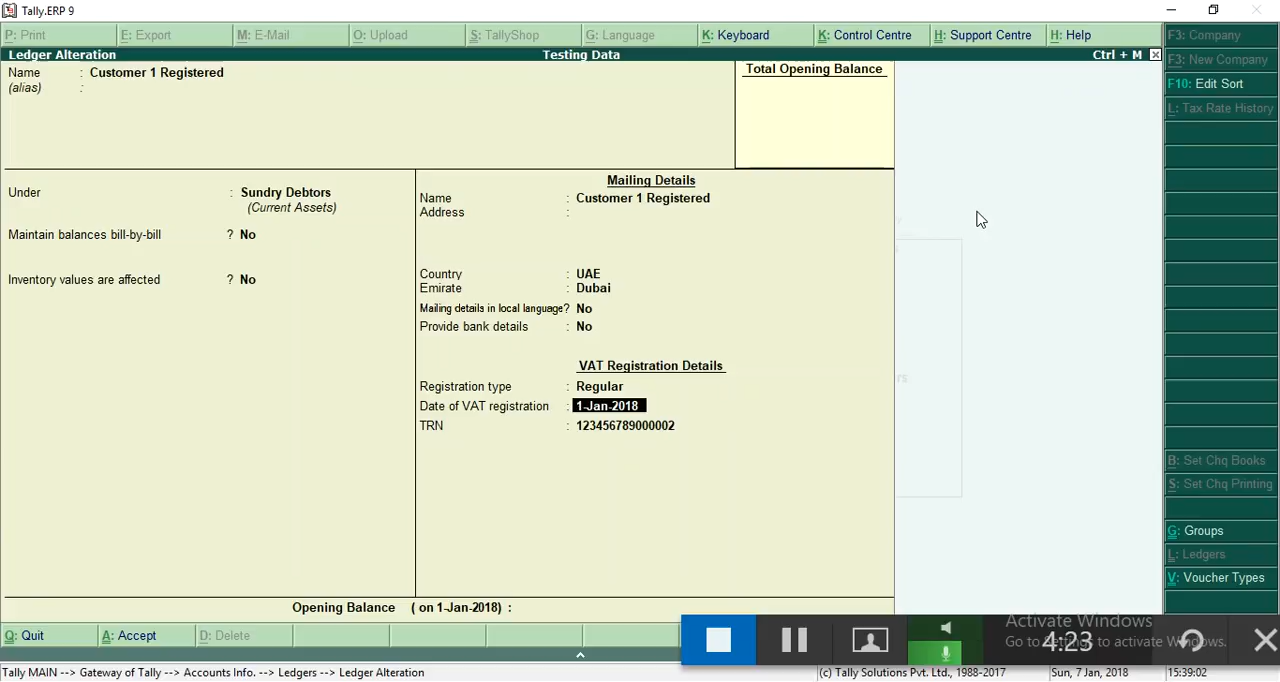 Tally.ERP 9
P: Print E: Export M: E-Mail O: Upload S: TallyShop G: Language K: Keyboard K: Control Centre H: Support Centre H: Help F3: Company
Ledger Alteration Testing Data Ctrl + M
F3: New Company
Name : Customer 1 Registered
(alias) :
Total Opening Balance
F10: Edit Sort
L: Tax Rate History
Under : Sundry Debtors
(Current Assets)
Maintain balances bill-by-bill ? No
Inventory values are affected ? No
Mailing Details
Name : Customer 1 Registered
Address :
Country : UAE
Emirate : Dubai
Mailing details in local language? No
Provide bank details : No
VAT Registration Details
Registration type : Regular
Date of VAT registration : 1-Jan-2018
TRN : 123456789000002
B: Set Chq Books
S: Set Chq Printing
G: Groups
L: Ledgers
V: Voucher Types
Opening Balance ( on 1-Jan-2018) :
Q: Quit A: Accept D: Delete
Activate Windows
Go to Settings to activate Windows.
4:23
Tally MAIN --> Gateway of Tally --> Accounts Info. --> Ledgers --> Ledger Alteration (c) Tally Solutions Pvt. Ltd., 1988-2017 Sun, 7 Jan, 2018 15:39:02